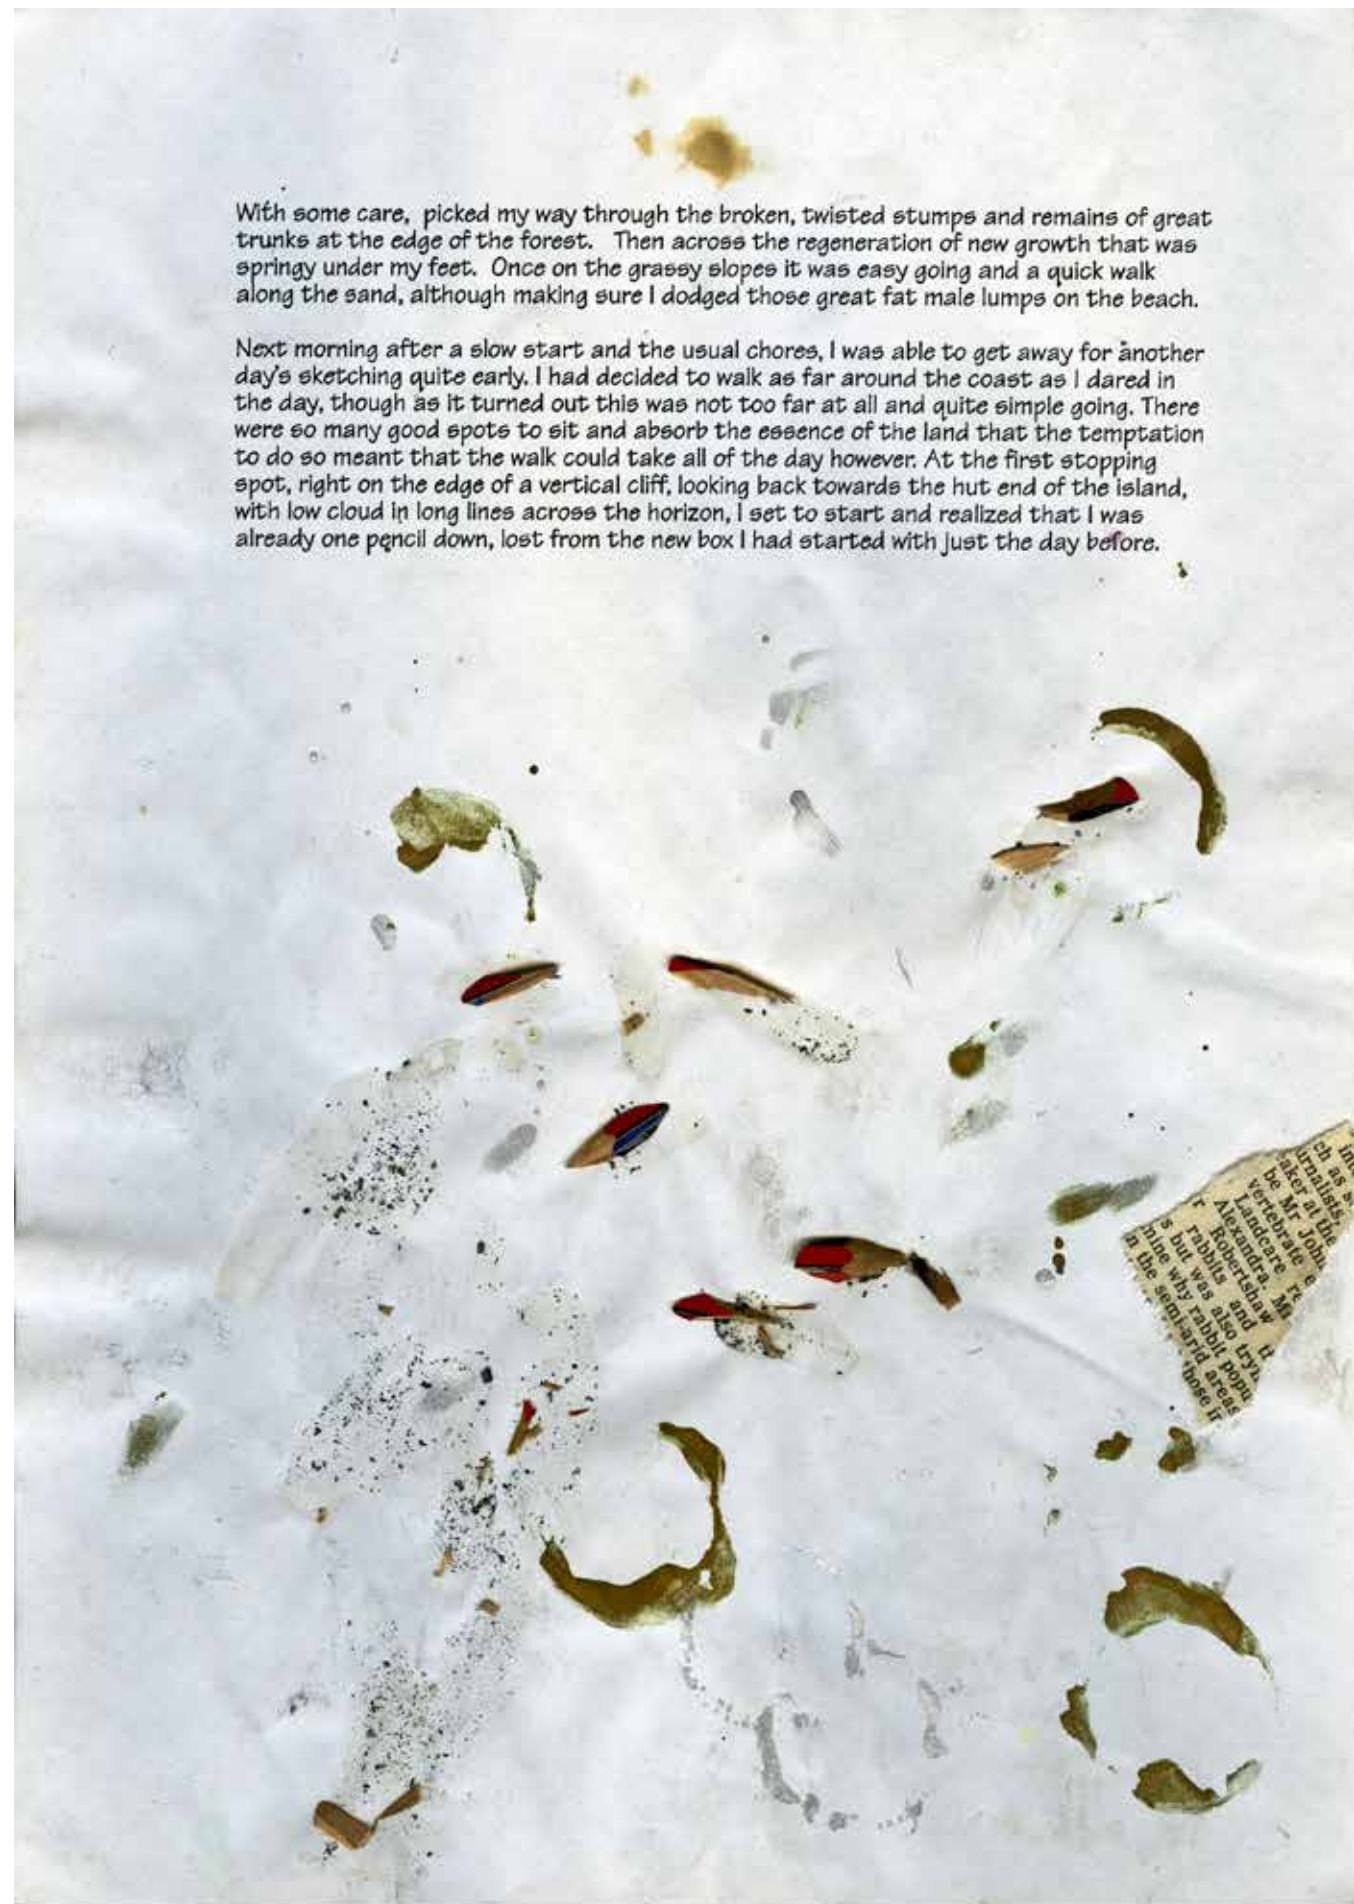 With some care, picked my way through the broken, twisted stumps and remains of great
trunks at the edge of the forest. Then across the regeneration of new growth that was
springy under my feet. Once on the grassy slopes it was easy going and a quick walk
along the sand, although making sure I dodged those great fat male lumps on the beach.
Next morning after a slow start and the usual chores, I was able to get away for another
day's sketching quite early. I had decided to walk as far around the coast as I dared in
the day, though as it turned out this was not too far at all and quite simple going. There
were so many good spots to sit and absorb the essence of the land that the temptation
to do so meant that the walk could take all of the day however. At the first stopping
spot, right on the edge of a vertical cliff, looking back towards the hut end of the island,
with low cloud in long lines across the horizon, I set to start and realized that I was
already one pencil down, lost from the new box I had started with just the day before.
ch as
urnalists,
aker at the
be Mr John
vertebrate
Landcare
Alexandra.
r Robertshaw
rabbits and
s but was also
mine why rabbit
n the semi-arid areas